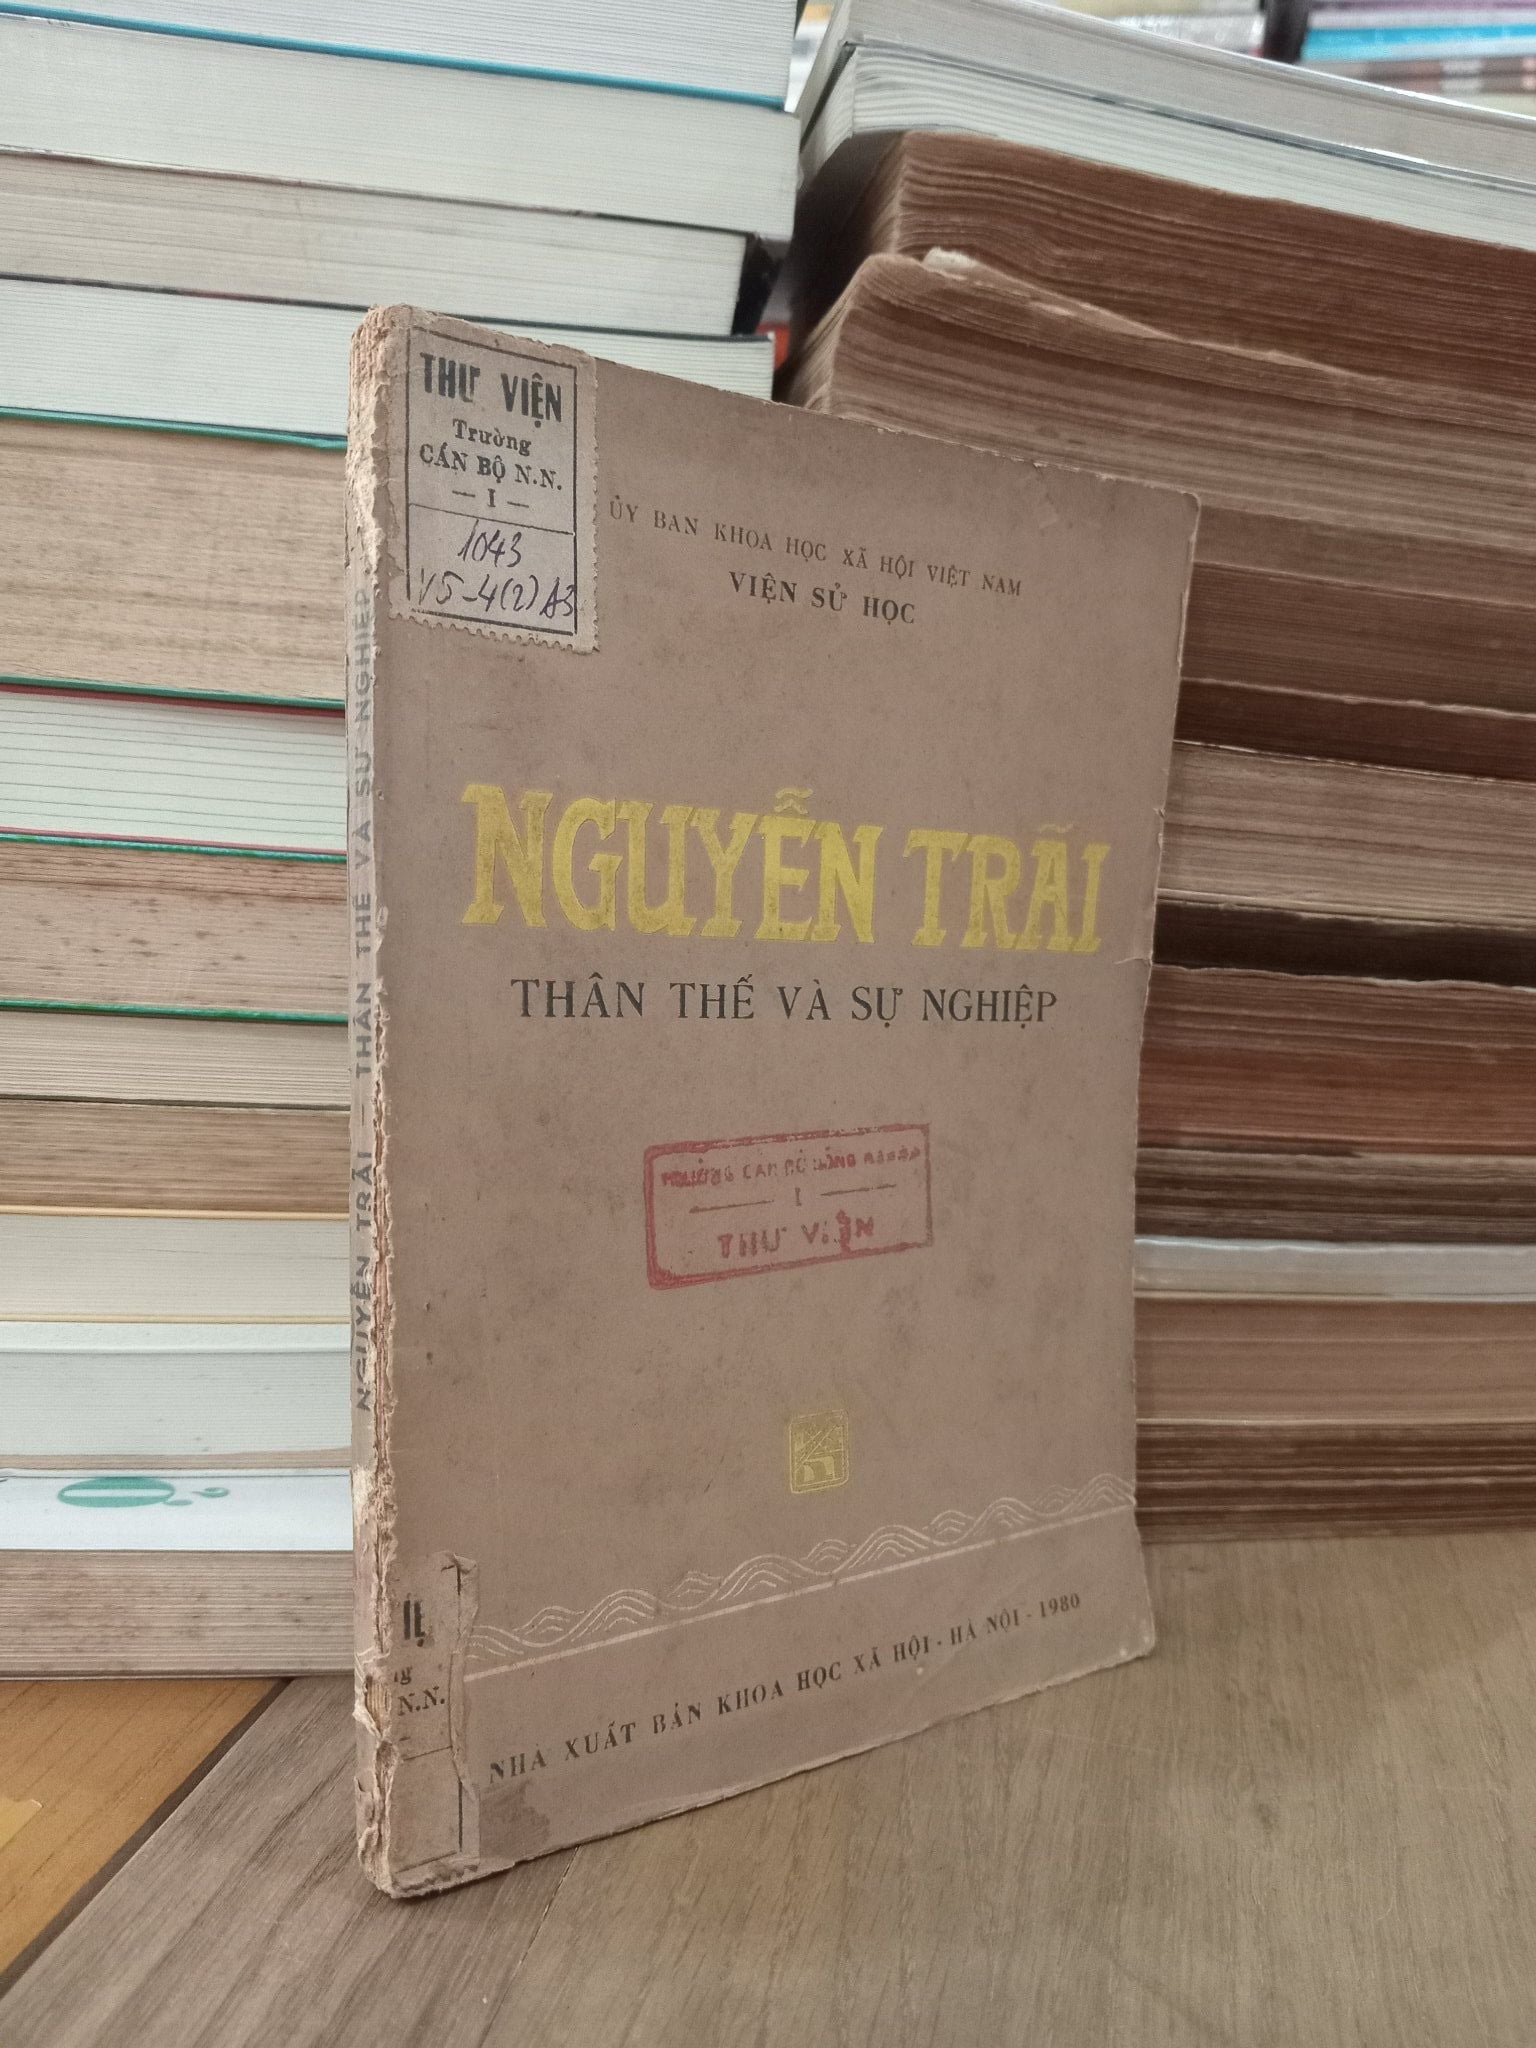 THƯ VIỆN
Trường
CÁN BỘ N.N.
— I —
1043
V5-4(2) A3
ỦY BAN KHOA HỌC XÃ HỘI VIỆT NAM
VIỆN SỬ HỌC
NGUYỄN TRÃI
THÂN THẾ VÀ SỰ NGHIỆP
I
THƯ VIỆN
NHÀ XUẤT BẢN KHOA HỌC XÃ HỘI - HÀ NỘI - 1980
N.N.
NGUYỄN TRÃI - THÂN THẾ VÀ SỰ NGHIỆP